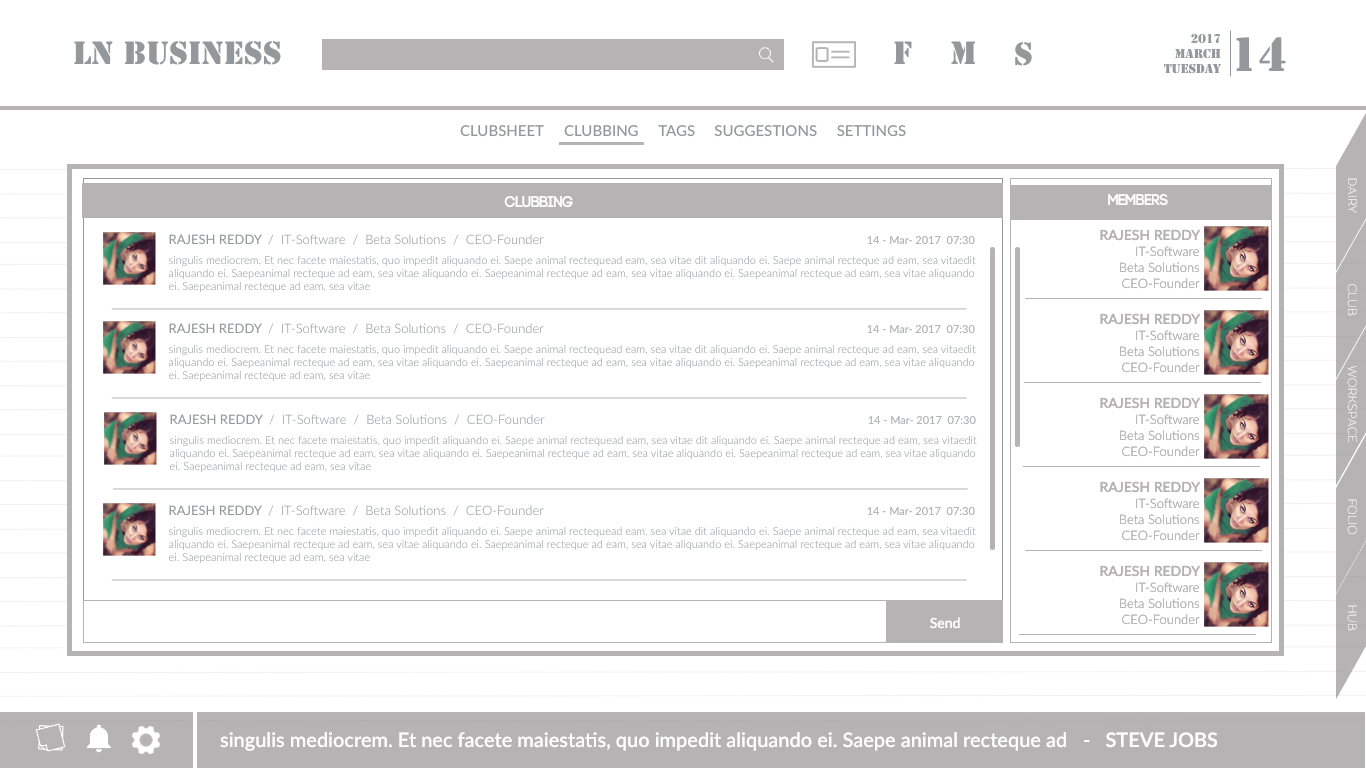 LN BUSINESS
F M S
2017
MARCH
TUESDAY
14
CLUBSHEET CLUBBING TAGS SUGGESTIONS SETTINGS
CLUBBING
RAJESH REDDY / IT-Software / Beta Solutions / CEO-Founder 14 - Mar- 2017 07:30
singulis mediocrem. Et nec facete maiestatis, quo impedit aliquando ei. Saepe animal rectequead eam, sea vitae dit aliquando ei. Saepe animal recteque ad eam, sea vitaedit
aliquando ei. Saepeanimal recteque ad eam, sea vitae aliquando ei. Saepeanimal recteque ad eam, sea vitae aliquando ei. Saepeanimal recteque ad eam, sea vitae aliquando
ei. Saepeanimal recteque ad eam, sea vitae
RAJESH REDDY / IT-Software / Beta Solutions / CEO-Founder 14 - Mar- 2017 07:30
singulis mediocrem. Et nec facete maiestatis, quo impedit aliquando ei. Saepe animal rectequead eam, sea vitae dit aliquando ei. Saepe animal recteque ad eam, sea vitaedit
aliquando ei. Saepeanimal recteque ad eam, sea vitae aliquando ei. Saepeanimal recteque ad eam, sea vitae aliquando ei. Saepeanimal recteque ad eam, sea vitae aliquando
ei. Saepeanimal recteque ad eam, sea vitae
RAJESH REDDY / IT-Software / Beta Solutions / CEO-Founder 14 - Mar- 2017 07:30
singulis mediocrem. Et nec facete maiestatis, quo impedit aliquando ei. Saepe animal rectequead eam, sea vitae dit aliquando ei. Saepe animal recteque ad eam, sea vitaedit
aliquando ei. Saepeanimal recteque ad eam, sea vitae aliquando ei. Saepeanimal recteque ad eam, sea vitae aliquando ei. Saepeanimal recteque ad eam, sea vitae aliquando
ei. Saepeanimal recteque ad eam, sea vitae
RAJESH REDDY / IT-Software / Beta Solutions / CEO-Founder 14 - Mar- 2017 07:30
singulis mediocrem. Et nec facete maiestatis, quo impedit aliquando ei. Saepe animal rectequead eam, sea vitae dit aliquando ei. Saepe animal recteque ad eam, sea vitaedit
aliquando ei. Saepeanimal recteque ad eam, sea vitae aliquando ei. Saepeanimal recteque ad eam, sea vitae aliquando ei. Saepeanimal recteque ad eam, sea vitae aliquando
ei. Saepeanimal recteque ad eam, sea vitae
Send
MEMBERS
RAJESH REDDY
IT-Software
Beta Solutions
CEO-Founder
RAJESH REDDY
IT-Software
Beta Solutions
CEO-Founder
RAJESH REDDY
IT-Software
Beta Solutions
CEO-Founder
RAJESH REDDY
IT-Software
Beta Solutions
CEO-Founder
RAJESH REDDY
IT-Software
Beta Solutions
CEO-Founder
DAIRY
CLUB
WORKSPACE
FOLIO
HUB
singulis mediocrem. Et nec facete maiestatis, quo impedit aliquando ei. Saepe animal recteque ad - STEVE JOBS